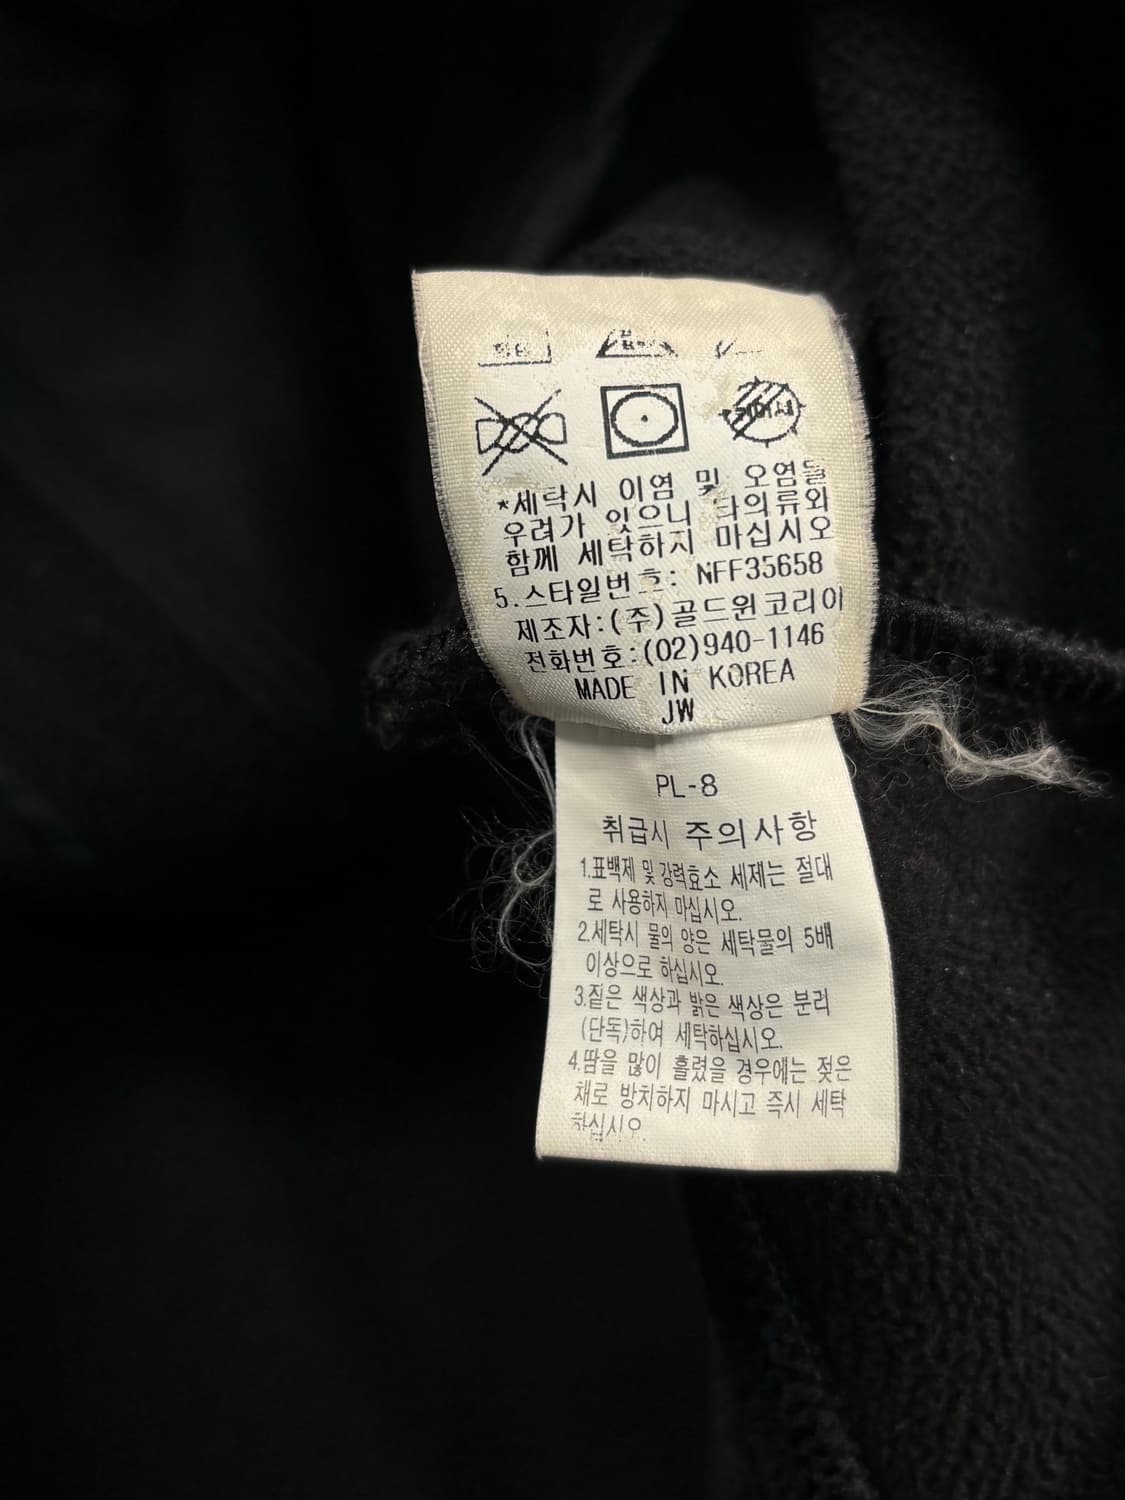 *세탁시 이염 및 오염될
우려가 있으니 타의류와
함께 세탁하지 마십시오
5.스타일번호: NFF35658
제조자:(주)골드윈코리아
전화번호:(02)940-1146
MADE IN KOREA
JW
PL-8
취급시 주의사항
1.표백제 및 강력효소 세제는 절대
로 사용하지 마십시오.
2.세탁시 물의 양은 세탁물의 5배
이상으로 하십시오.
3.짙은 색상과 밝은 색상은 분리
(단독)하여 세탁하십시오.
4.땀을 많이 흘렸을 경우에는 젖은
채로 방치하지 마시고 즉시 세탁
하십시오.